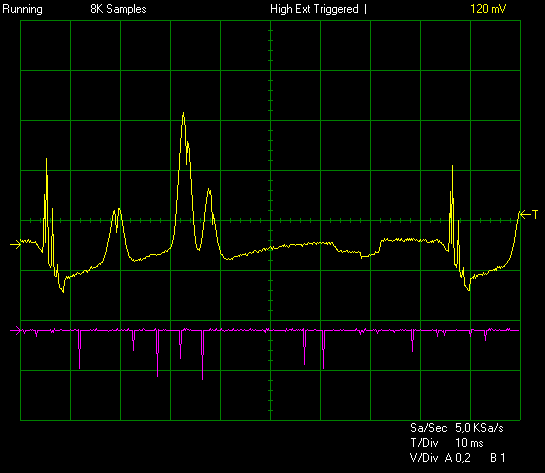 Running 8K Samples High Ext Triggered | 120 mV
T
Sa/Sec 5,0 KSa/s
T/Div 10 ms
V/Div A 0,2 B 1